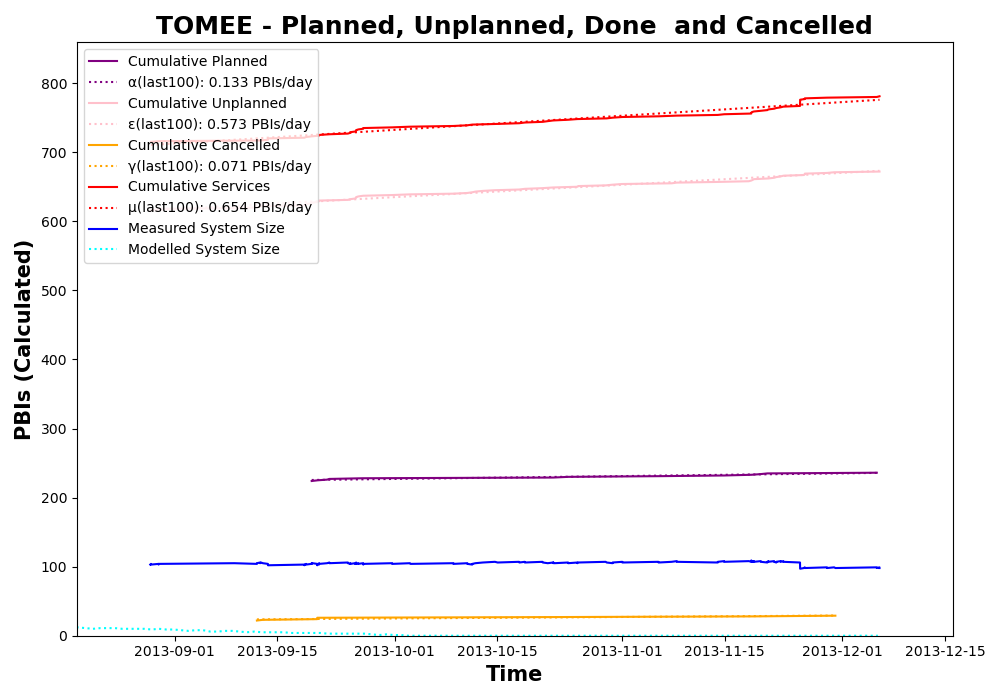 TOMEE - Planned, Unplanned, Done  and Cancelled
Cumulative Planned
α(last100): 0.133 PBIs/day
Cumulative Unplanned
ε(last100): 0.573 PBIs/day
Cumulative Cancelled
γ(last100): 0.071 PBIs/day
Cumulative Services
μ(last100): 0.654 PBIs/day
Measured System Size
Modelled System Size
PBIs (Calculated)
800
700
600
500
400
300
200
100
0
2013-09-01 2013-09-15 2013-10-01 2013-10-15 2013-11-01 2013-11-15 2013-12-01 2013-12-15
Time